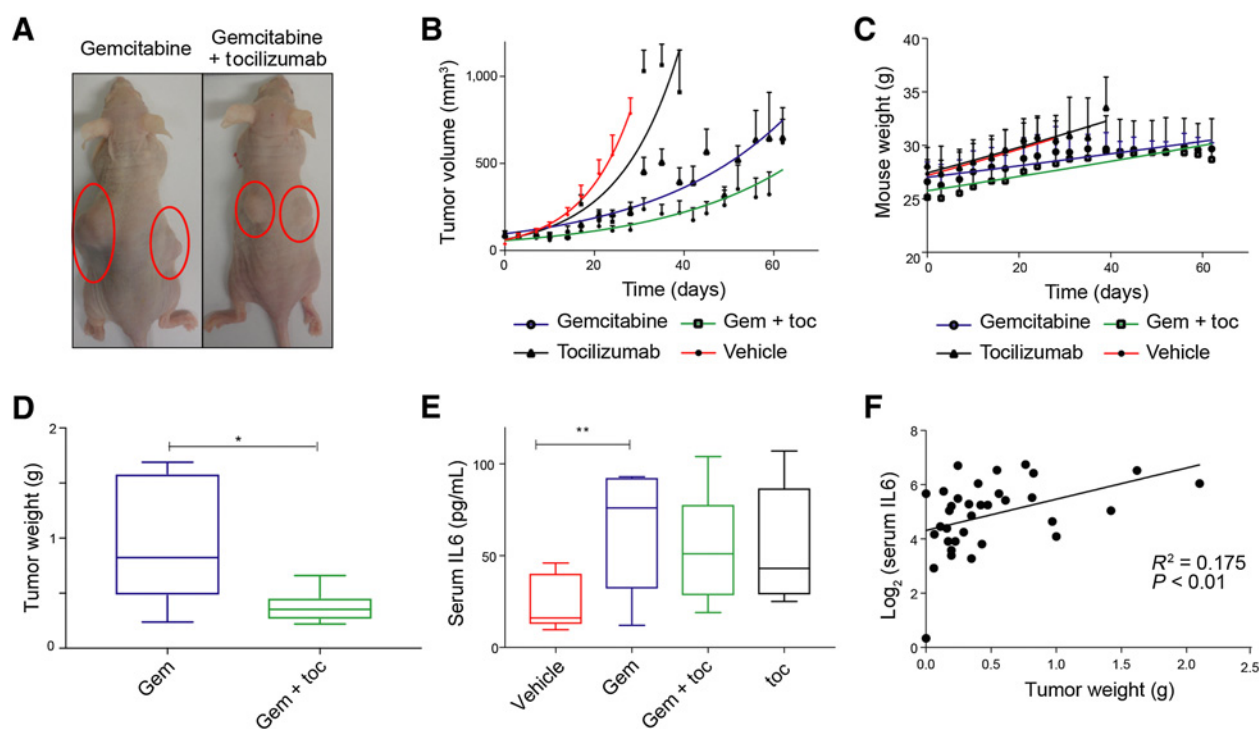 A
Gemcitabine
Gemcitabine
+ tocilizumab
B
Tumor volume (mm³)
1,000
500
0
0
20
40
60
Time (days)
Gemcitabine
Gem + toc
Tocilizumab
Vehicle
C
Mouse weight (g)
40
35
30
25
20
0
20
40
60
Time (days)
Gemcitabine
Gem + toc
Tocilizumab
Vehicle
D
Tumor weight (g)
2
1
0
*
Gem
Gem + toc
E
Serum IL6 (pg/mL)
100
50
0
**
Vehicle
Gem
Gem + toc
toc
F
Log₂ (serum IL6)
8
6
4
2
0
R² = 0.175
P < 0.01
0.0
0.5
1.0
1.5
2.0
2.5
Tumor weight (g)